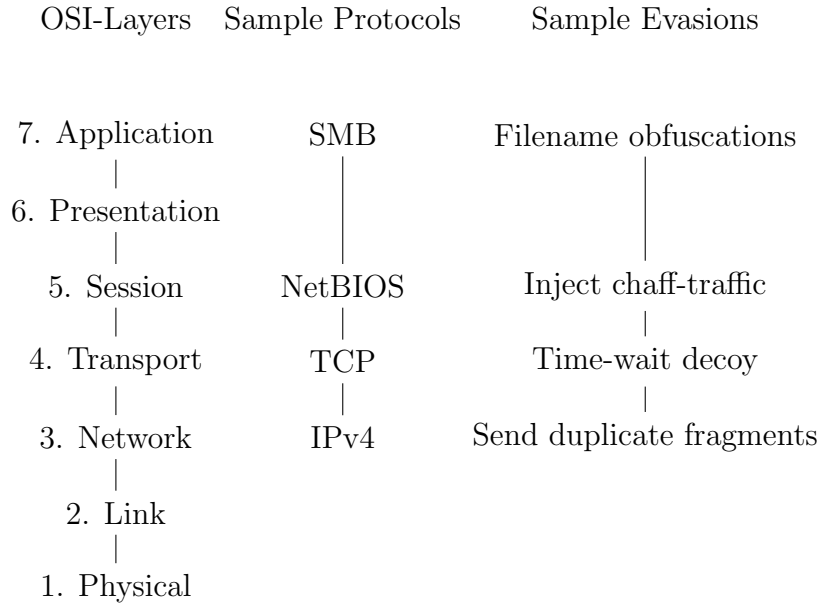 OSI-Layers Sample Protocols Sample Evasions
7. Application SMB Filename obfuscations
6. Presentation
5. Session NetBIOS Inject chaff-traffic
4. Transport TCP Time-wait decoy
3. Network IPv4 Send duplicate fragments
2. Link
1. Physical